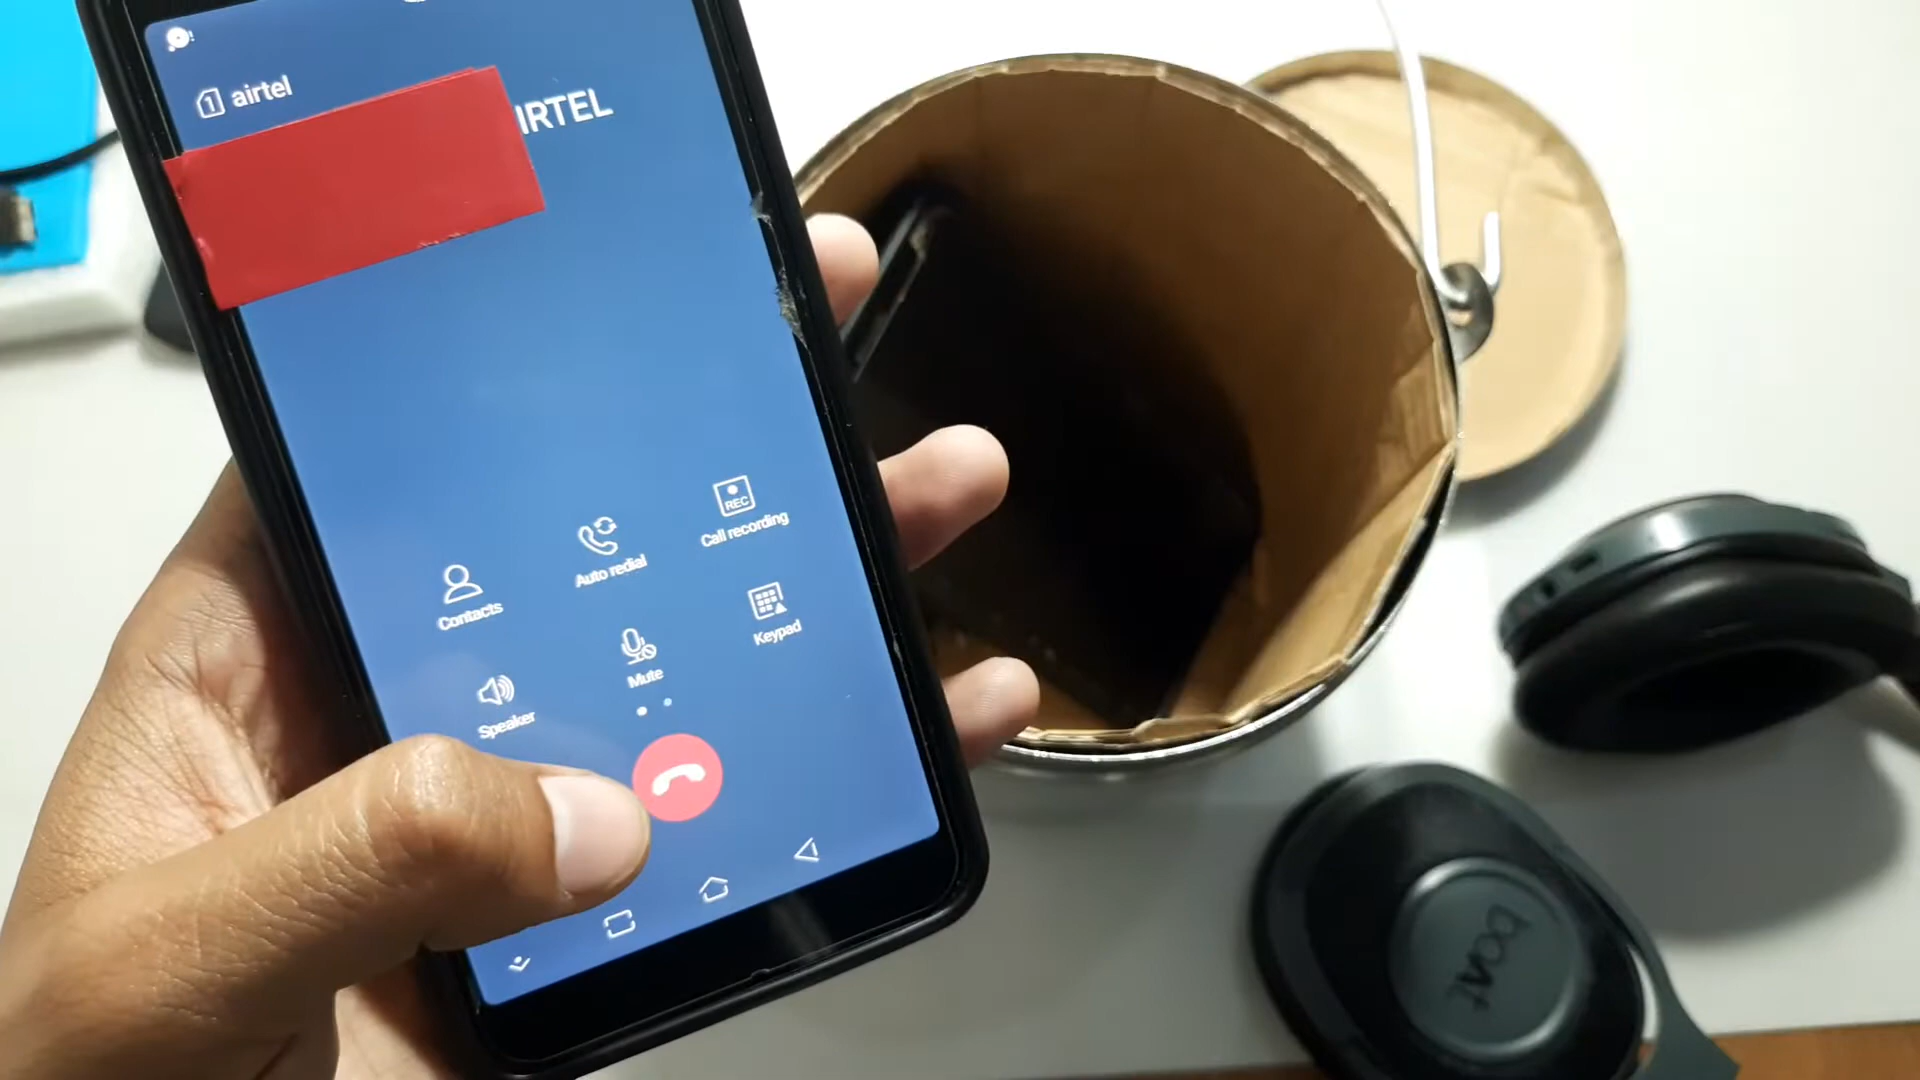 1 airtel
IRTEL
REC
Call recording
Auto redial
Contacts
Keypad
Mute
Speaker
boAt